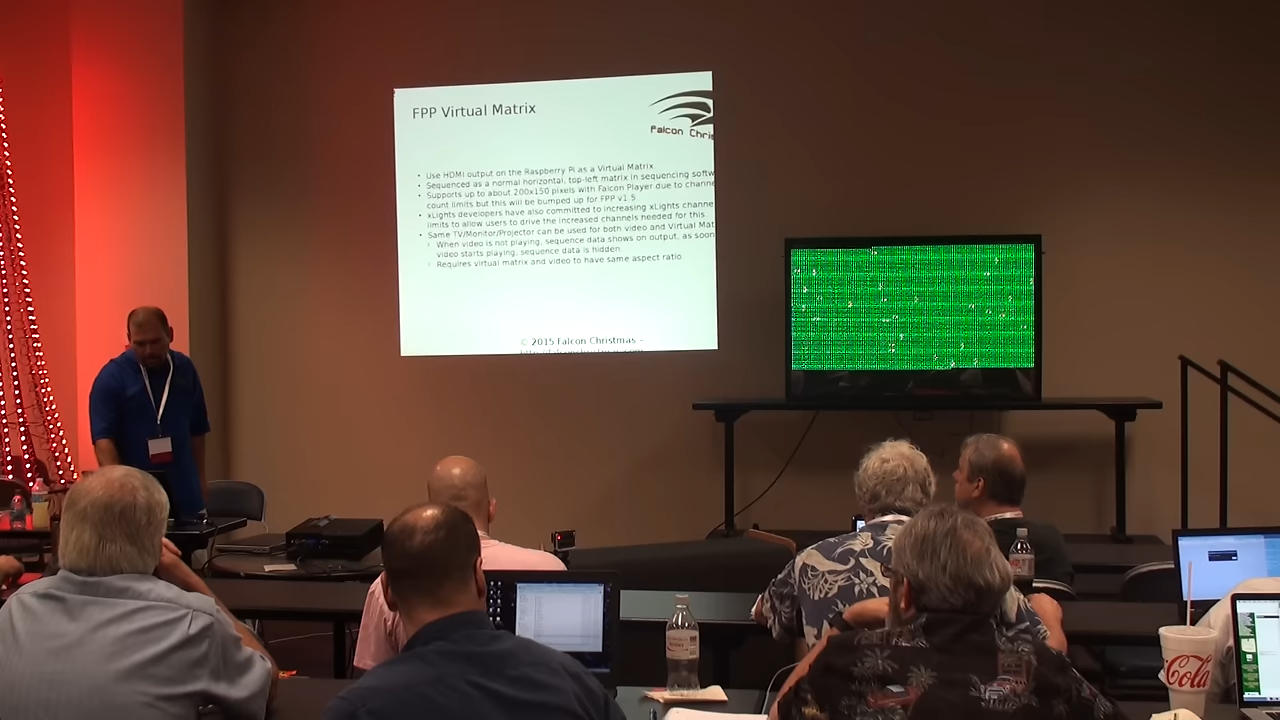 FPP Virtual Matrix
Falcon Chris
Use HDMI output on the Raspberry Pi as a Virtual Matrix
Sequenced as a normal horizontal, top-left matrix in sequencing softw
Supports up to about 200x150 pixels with Falcon Player due to channe
count limits but this will be bumped up for FPP v1.5
xLights developers have also committed to increasing xLights channe
limits to allow users to drive the increased channels needed for this.
Same TV/Monitor/Projector can be used for both video and Virtual Mat
When video is not playing, sequence data shows on output, as soon
video starts playing, sequence data is hidden
Requires virtual matrix and video to have same aspect ratio
© 2015 Falcon Christmas –
Coca-Cola